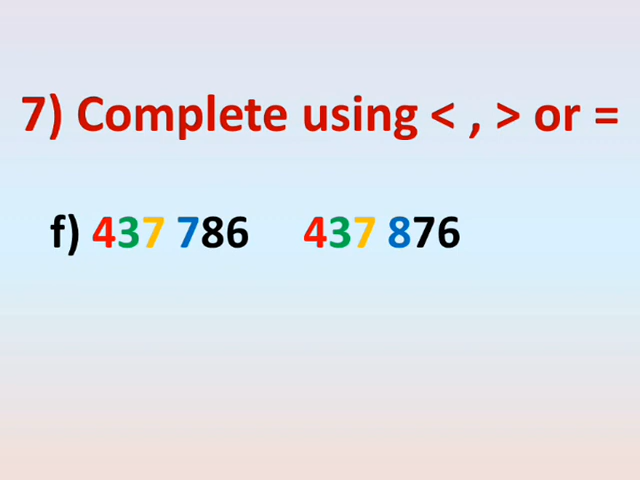 7) Complete using < , > or =
f) 437 786 437 876